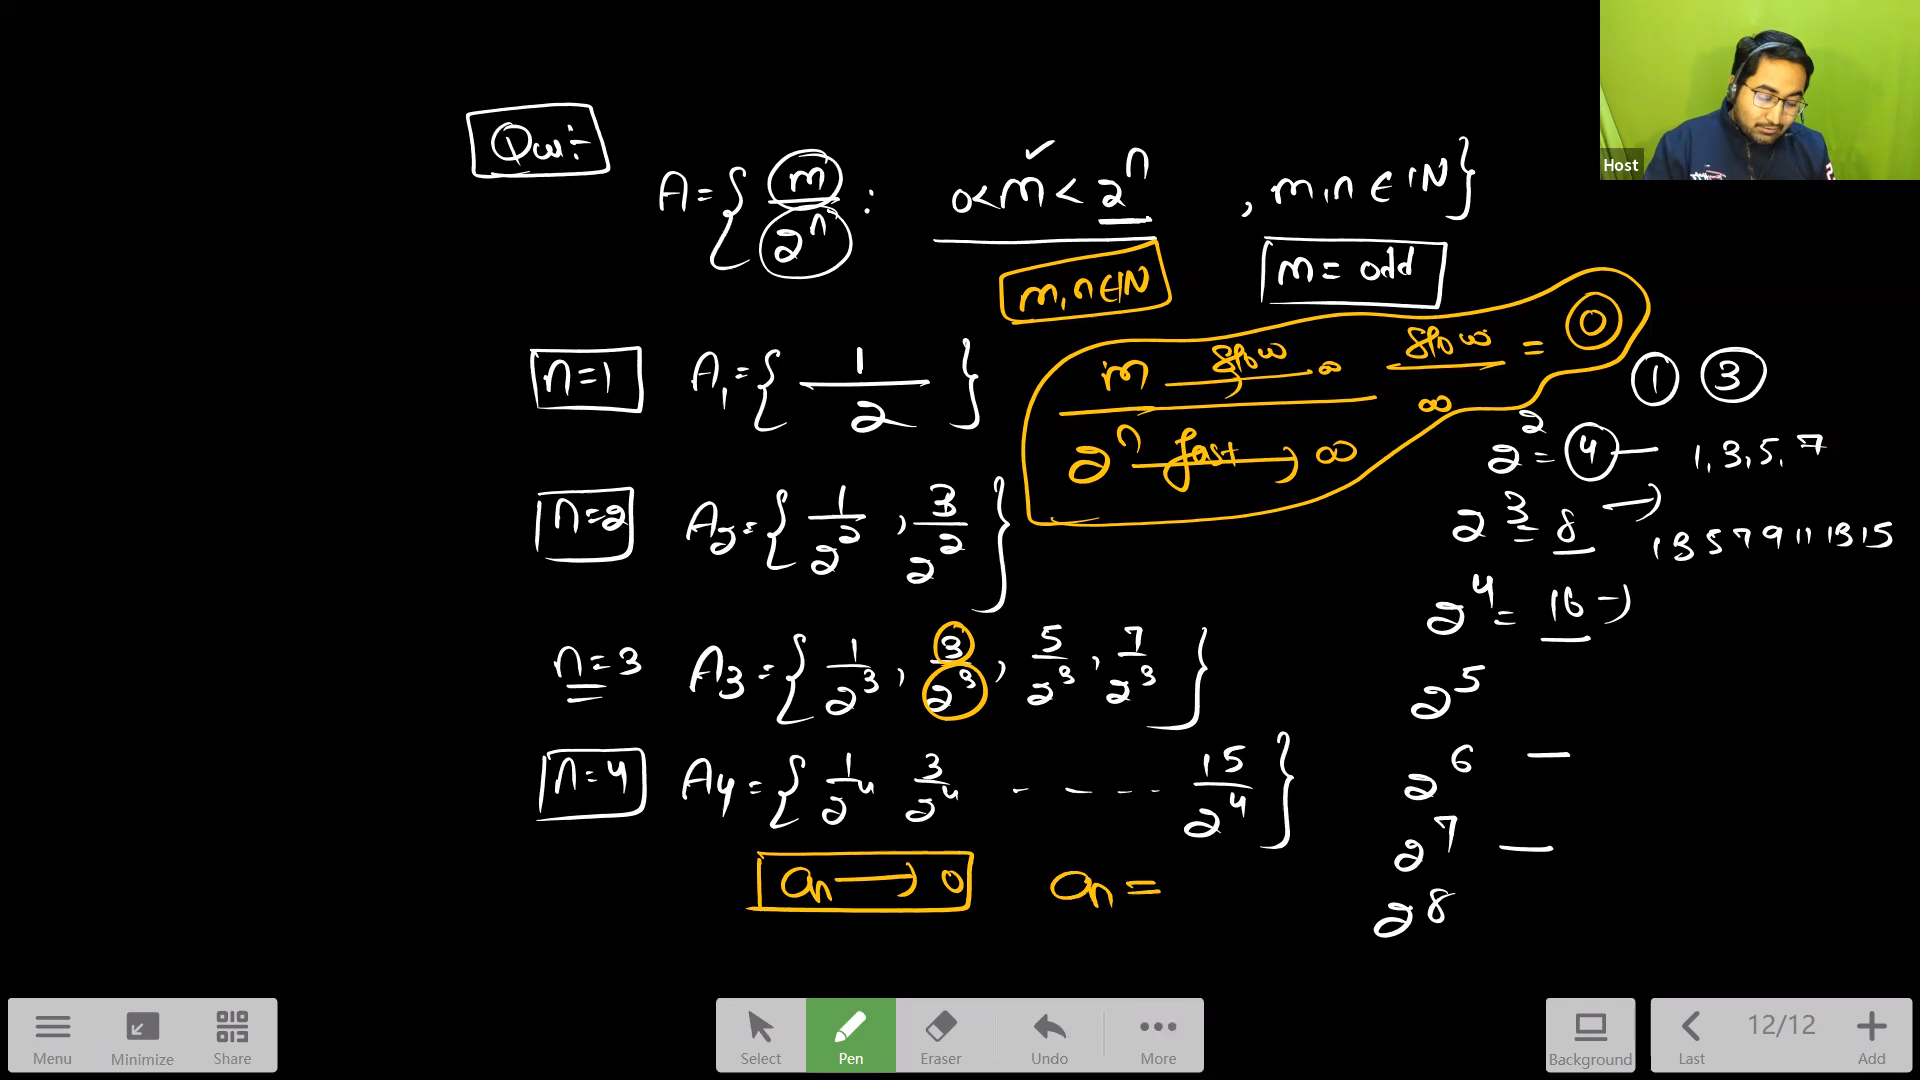 Que:-
A = { m/2^n : 0<m<2^n , m,n ∈ IN }
m,n ∈ IN
m = odd
n=1 A1 = { 1/2 }
m slow ∞ / 2^n fast → ∞ slow / ∞ = 0
1 3
2^2 = 4 — 1, 3, 5, 7
n=2 A2 = { 1/2^2 , 3/2^2 }
2^3 = 8 → 1 3 5 7 9 11 13 15
2^4 = 16 →
n=3 A3 = { 1/2^3 , 3/2^3 , 5/2^3 , 7/2^3 }
2^5
n=4 A4 = { 1/2^4 3/2^4 - - - - - 15/2^4 }
2^6 —
2^7 —
an → 0 an =
2^8
Host
Menu Minimize Share Select Pen Eraser Undo More Background Last 12/12 Add